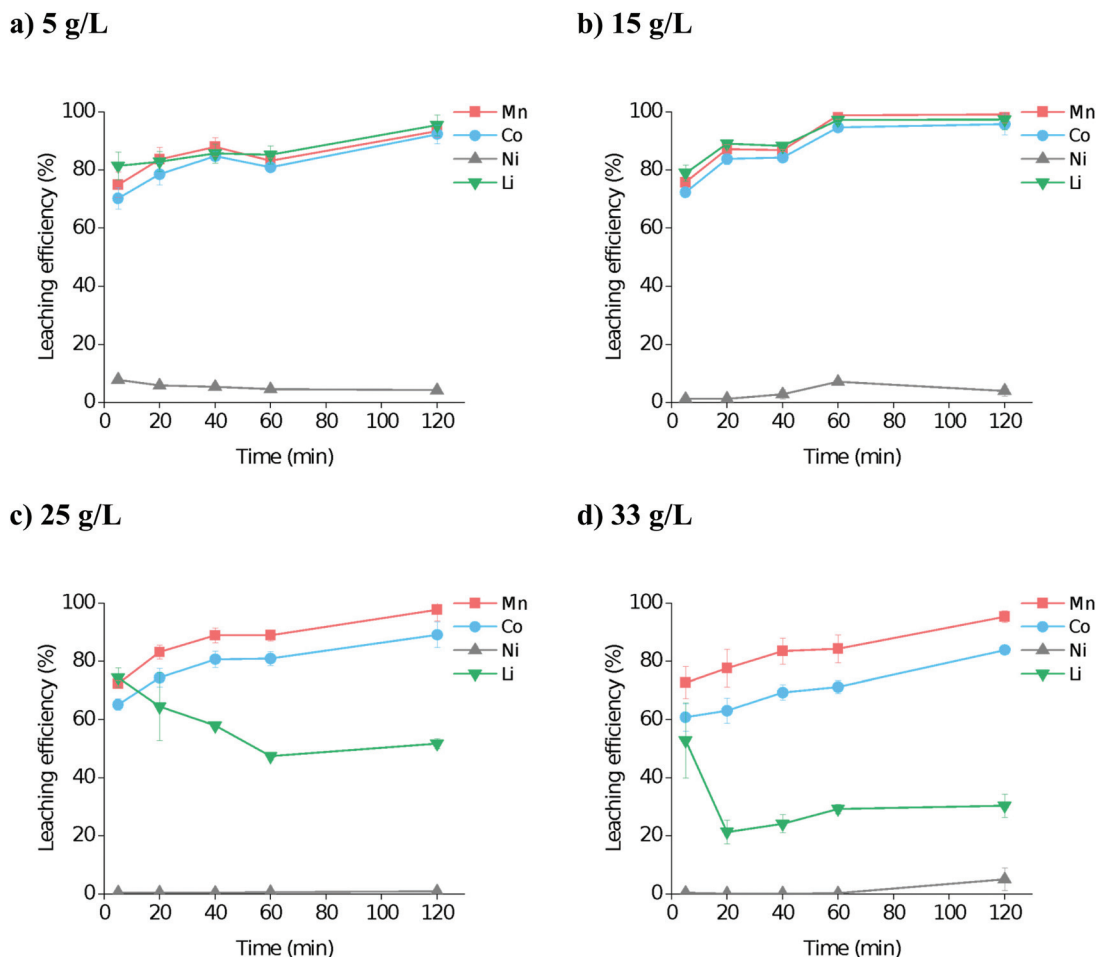 a) 5 g/L
Leaching efficiency (%)
100
80
60
40
20
0
0 20 40 60 80 100 120
Time (min)
Mn
Co
Ni
Li
b) 15 g/L
Leaching efficiency (%)
100
80
60
40
20
0
0 20 40 60 80 100 120
Time (min)
Mn
Co
Ni
Li
c) 25 g/L
Leaching efficiency (%)
100
80
60
40
20
0
0 20 40 60 80 100 120
Time (min)
Mn
Co
Ni
Li
d) 33 g/L
Leaching efficiency (%)
100
80
60
40
20
0
0 20 40 60 80 100 120
Time (min)
Mn
Co
Ni
Li